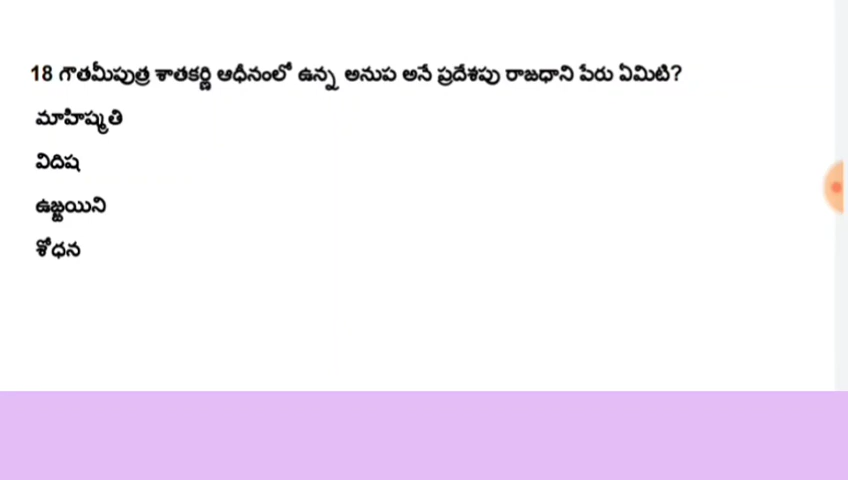 18 గౌతమీపుత్ర శాతకర్ణి ఆధీనంలో ఉన్న అనుప అనే ప్రదేశపు రాజధాని పేరు ఏమిటి?
మాహిష్మతి
విదిష
ఉజ్జయిని
శోధన